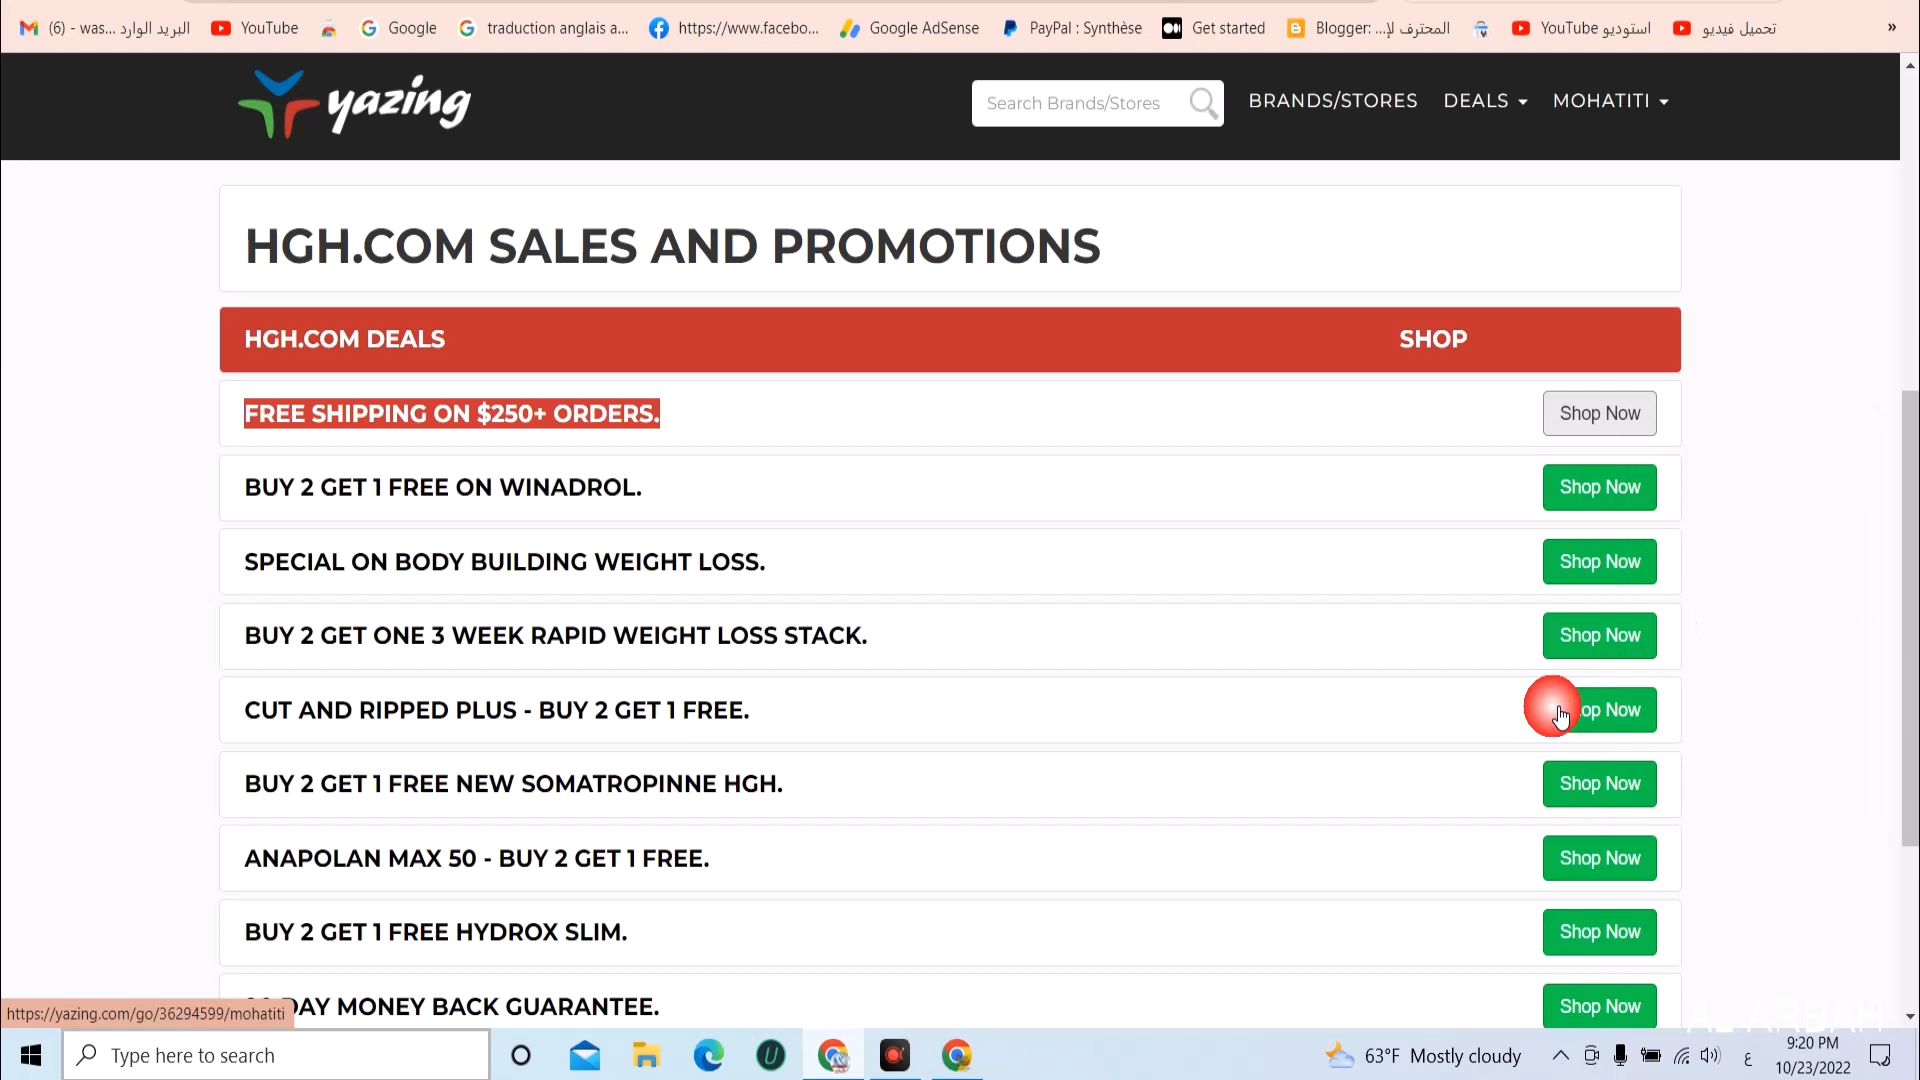 (6) - was... البريد الوارد
YouTube
Google
traduction anglais a...
https://www.facebo...
Google AdSense
PayPal : Synthèse
Get started
Blogger: ...المحترف لإ
YouTube استوديو
تحميل فيديو
»
yazing
Search Brands/Stores
BRANDS/STORES
DEALS
MOHATITI
HGH.COM SALES AND PROMOTIONS
HGH.COM DEALS SHOP
FREE SHIPPING ON $250+ ORDERS. Shop Now
BUY 2 GET 1 FREE ON WINADROL. Shop Now
SPECIAL ON BODY BUILDING WEIGHT LOSS. Shop Now
BUY 2 GET ONE 3 WEEK RAPID WEIGHT LOSS STACK. Shop Now
CUT AND RIPPED PLUS - BUY 2 GET 1 FREE. op Now
BUY 2 GET 1 FREE NEW SOMATROPINNE HGH. Shop Now
ANAPOLAN MAX 50 - BUY 2 GET 1 FREE. Shop Now
BUY 2 GET 1 FREE HYDROX SLIM. Shop Now
DAY MONEY BACK GUARANTEE. Shop Now
https://yazing.com/go/36294599/mohatiti
AL ARBAH
Type here to search
63°F Mostly cloudy
ع
9:20 PM
10/23/2022